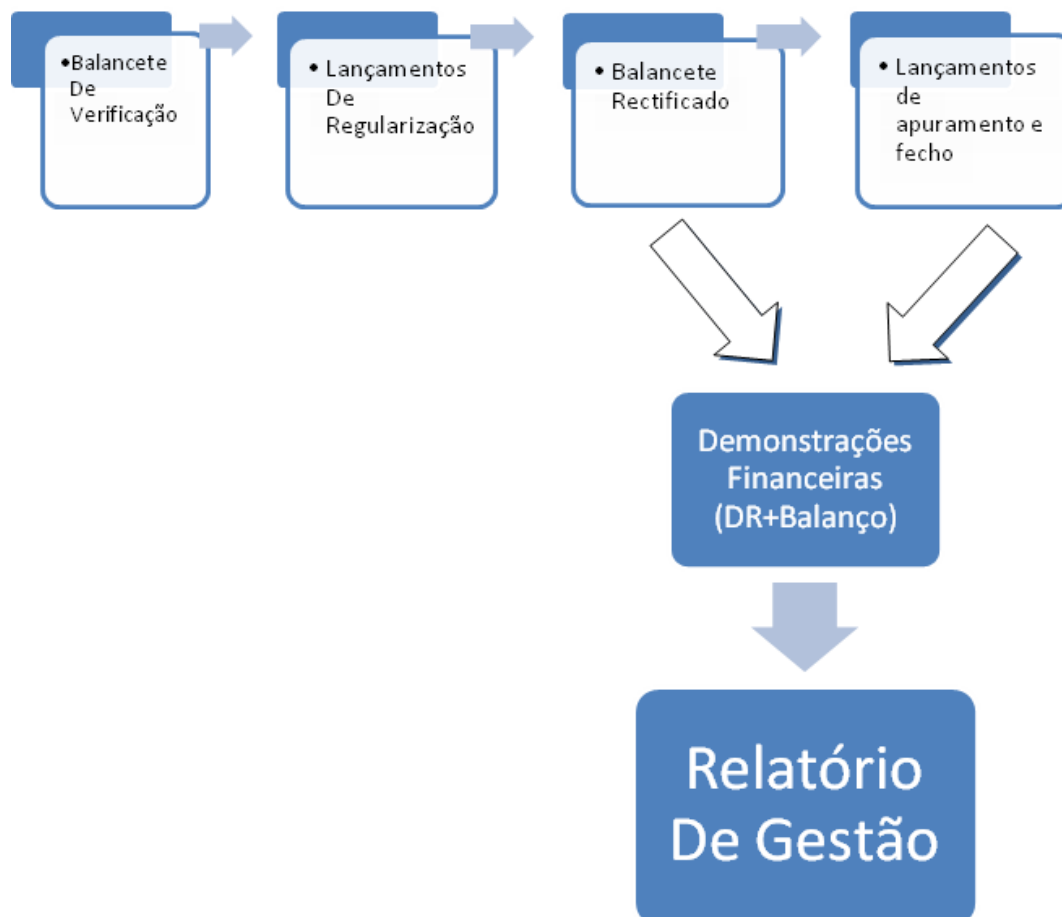 •Balancete
De
Verificação
• Lançamentos
De
Regularização
• Balancete
Rectificado
• Lançamentos
de
apuramento e
fecho
Demonstrações
Financeiras
(DR+Balanço)
Relatório
De Gestão